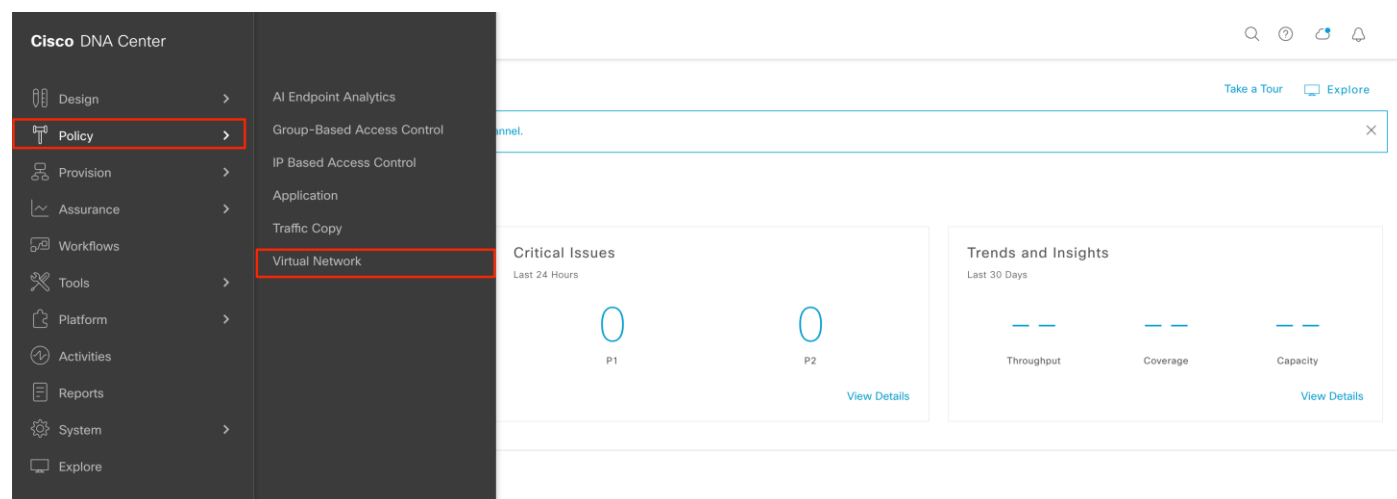 Cisco DNA Center
Design
Policy
Provision
Assurance
Workflows
Tools
Platform
Activities
Reports
System
Explore
AI Endpoint Analytics
Group-Based Access Control
IP Based Access Control
Application
Traffic Copy
Virtual Network
Take a Tour
Explore
annel.
Critical Issues
Last 24 Hours
0
P1
0
P2
View Details
Trends and Insights
Last 30 Days
— —
Throughput
— —
Coverage
— —
Capacity
View Details